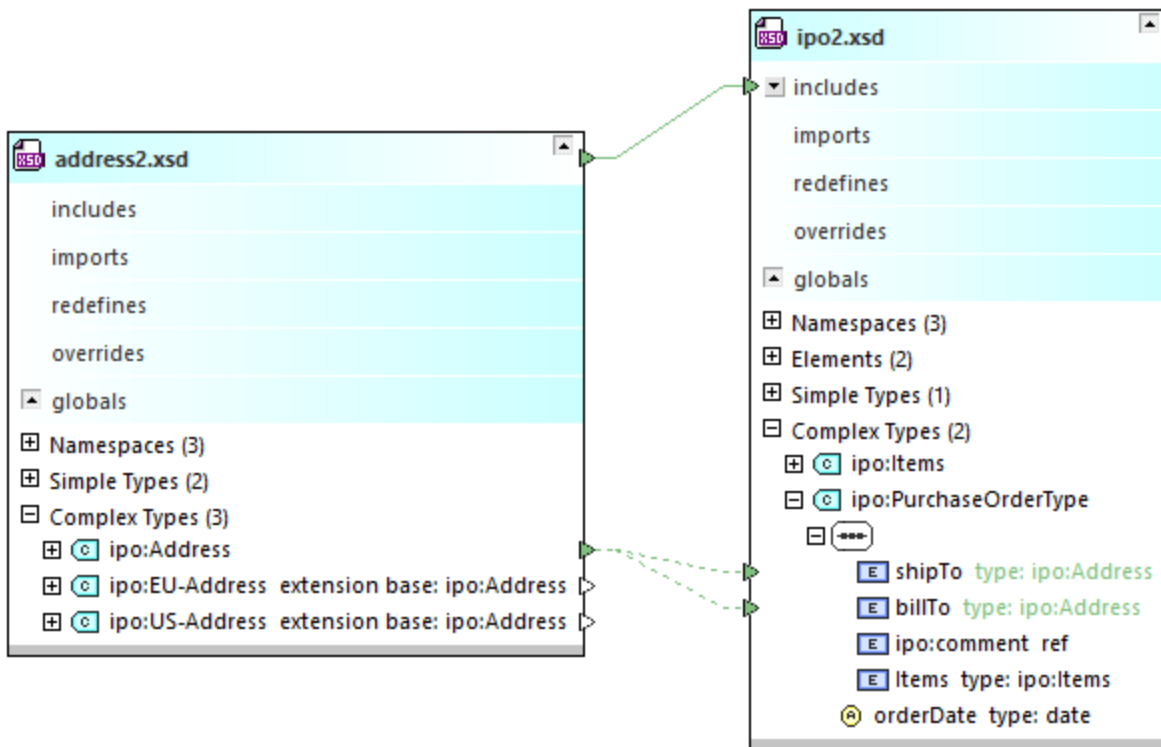 XSD address2.xsd
includes
imports
redefines
overrides
globals
Namespaces (3)
Simple Types (2)
Complex Types (3)
C ipo:Address
C ipo:EU-Address extension base: ipo:Address
C ipo:US-Address extension base: ipo:Address
XSD ipo2.xsd
includes
imports
redefines
overrides
globals
Namespaces (3)
Elements (2)
Simple Types (1)
Complex Types (2)
C ipo:Items
C ipo:PurchaseOrderType
E shipTo type: ipo:Address
E billTo type: ipo:Address
E ipo:comment ref
E Items type: ipo:Items
A orderDate type: date